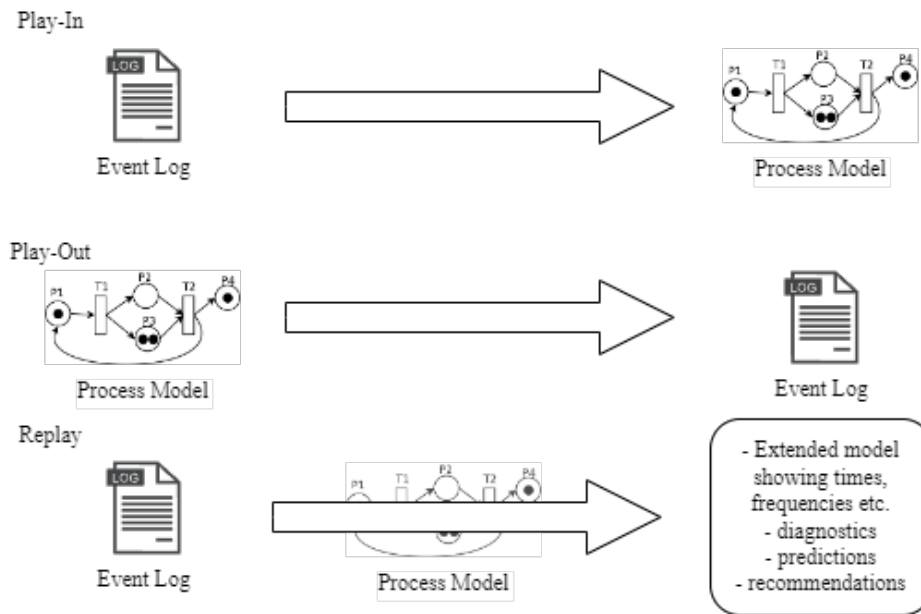 Play-In
LOG
Event Log
P1 T1 P2 T2 P4
P3
Process Model
Play-Out
P1 T1 P2 T2 P4
P3
Process Model
LOG
Event Log
Replay
LOG
Event Log
P1 T1 P2 T2 P4
Process Model
- Extended model
showing times,
frequencies etc.
- diagnostics
- predictions
- recommendations